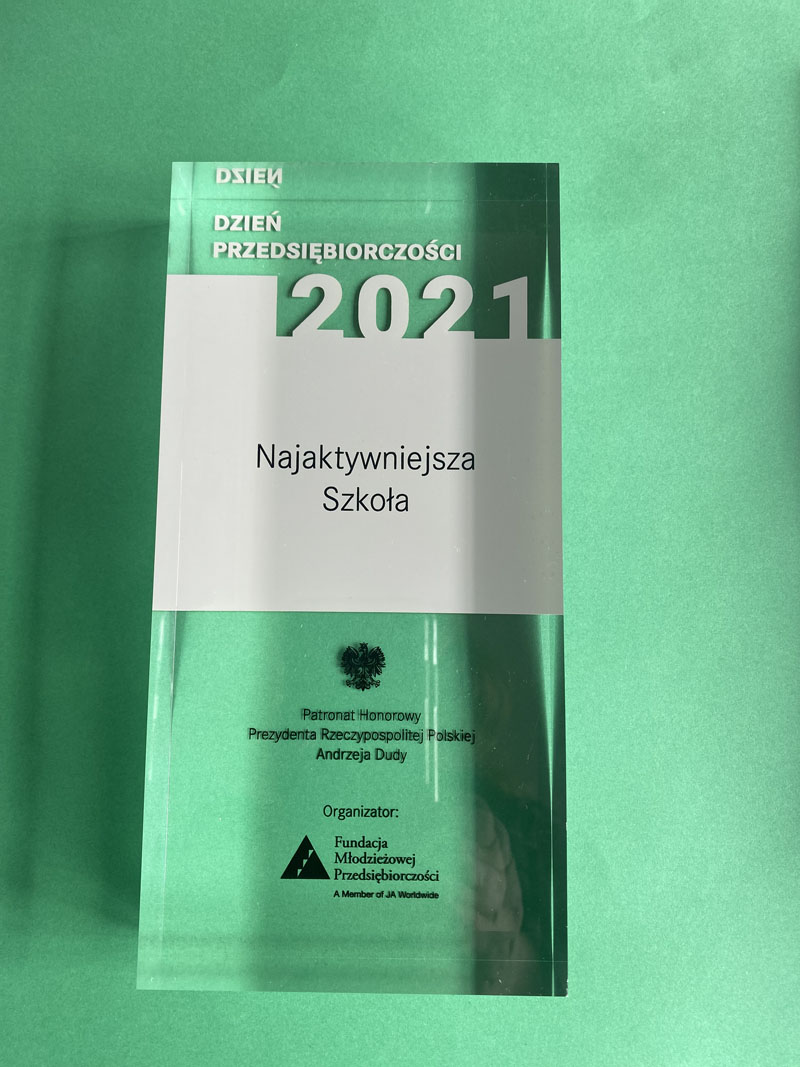 DZIEŃ
DZIEŃ
PRZEDSIĘBIORCZOŚCI
2021
Najaktywniejsza
Szkoła
Patronat Honorowy
Prezydenta Rzeczypospolitej Polskiej
Andrzeja Dudy
Organizator:
Fundacja
Młodzieżowej
Przedsiębiorczości
A Member of JA Worldwide